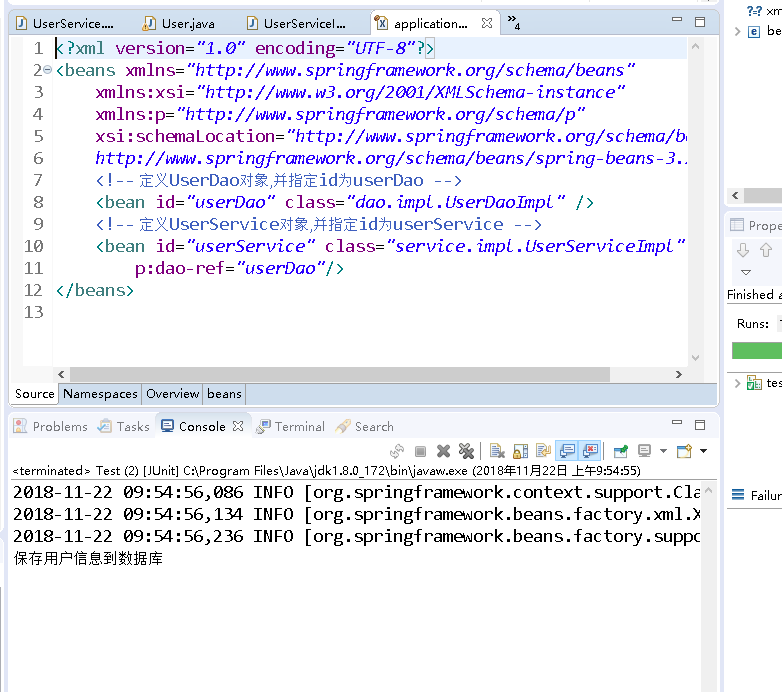 UserService....
User.java
UserServiceI...
application...
»4
1 <?xml version="1.0" encoding="UTF-8"?>
2 <beans xmlns="http://www.springframework.org/schema/beans"
3 xmlns:xsi="http://www.w3.org/2001/XMLSchema-instance"
4 xmlns:p="http://www.springframework.org/schema/p"
5 xsi:schemaLocation="http://www.springframework.org/schema/be
6 http://www.springframework.org/schema/beans/spring-beans-3.
7 <!-- 定义UserDao对象,并指定id为userDao -->
8 <bean id="userDao" class="dao.impl.UserDaoImpl" />
9 <!-- 定义UserService对象,并指定id为userService -->
10 <bean id="userService" class="service.impl.UserServiceImpl"
11 p:dao-ref="userDao"/>
12 </beans>
13
Source Namespaces Overview beans
Problems Tasks Console Terminal Search
<terminated> Test (2) [JUnit] C:\Program Files\Java\jdk1.8.0_172\bin\javaw.exe (2018年11月22日 上午9:54:55)
2018-11-22 09:54:56,086 INFO [org.springframework.context.support.Cla
2018-11-22 09:54:56,134 INFO [org.springframework.beans.factory.xml.X
2018-11-22 09:54:56,236 INFO [org.springframework.beans.factory.suppo
保存用户信息到数据库
?-? xm
be
Prope
Finished a
Runs:
tes
Failur